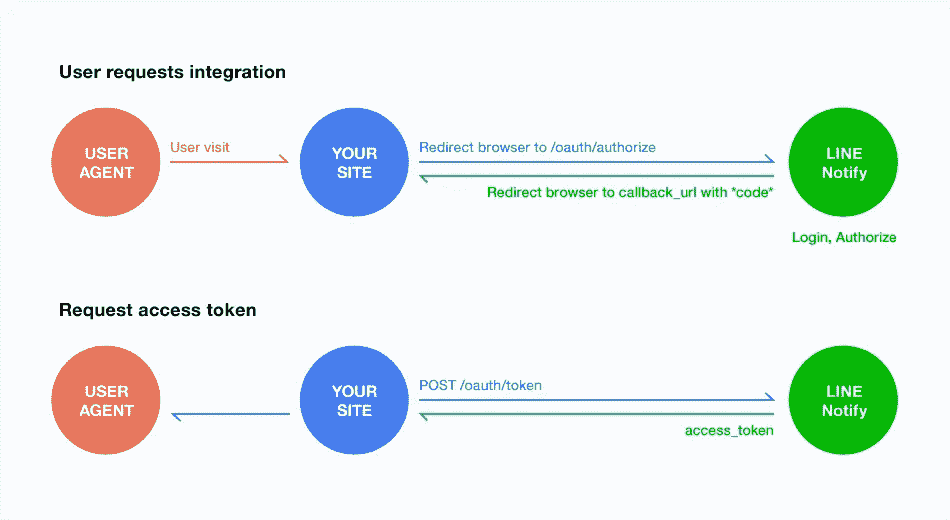 User requests integration
USER
AGENT
User visit
YOUR
SITE
Redirect browser to /oauth/authorize
Redirect browser to callback_url with *code*
LINE
Notify
Login, Authorize
Request access token
USER
AGENT
YOUR
SITE
POST /oauth/token
access_token
LINE
Notify